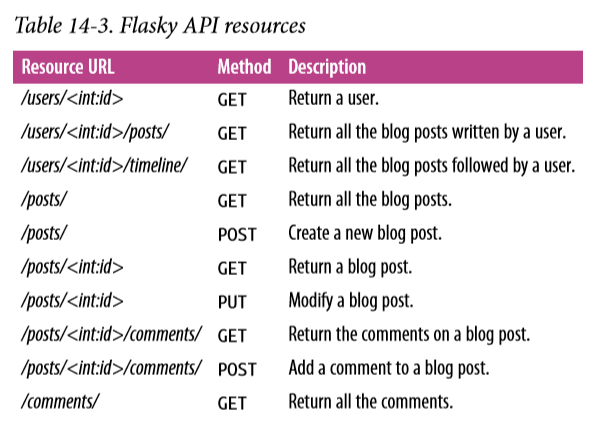 Table 14-3. Flasky API resources
Resource URL Method Description
/users/<int:id> GET Return a user.
/users/<int:id>/posts/ GET Return all the blog posts written by a user.
/users/<int:id>/timeline/ GET Return all the blog posts followed by a user.
/posts/ GET Return all the blog posts.
/posts/ POST Create a new blog post.
/posts/<int:id> GET Return a blog post.
/posts/<int:id> PUT Modify a blog post.
/posts/<int:id>/comments/ GET Return the comments on a blog post.
/posts/<int:id>/comments/ POST Add a comment to a blog post.
/comments/ GET Return all the comments.